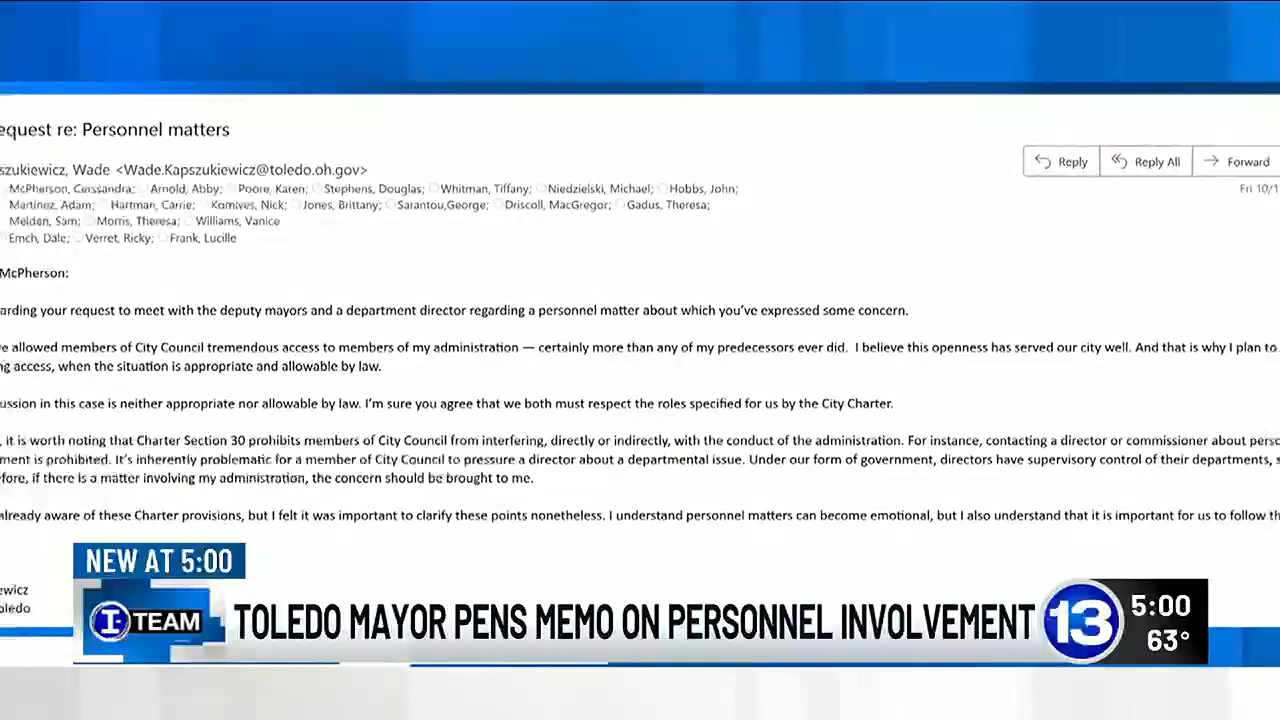 equest re: Personnel matters
szukiewicz, Wade <Wade.Kapszukiewicz@toledo.oh.gov>
Reply Reply All Forward
McPherson, Cerssandra; Arnold, Abby; Poore, Karen; Stephens, Douglas; Whitman, Tiffany; Niedzielski, Michael; Hobbs, John;
Fri 10/1
Martinez, Adam; Hartman, Carrie; Komives, Nick; Jones, Brittany; Sarantou,George; Driscoll, MacGregor; Gadus, Theresa;
Melden, Sam; Morris, Theresa; Williams, Vanice
Emch, Dale; Verret, Ricky; Frank, Lucille
McPherson:
arding your request to meet with the deputy mayors and a department director regarding a personnel matter about which you've expressed some concern.
e allowed members of City Council tremendous access to members of my administration — certainly more than any of my predecessors ever did. I believe this openness has served our city well. And that is why I plan to
ng access, when the situation is appropriate and allowable by law.
ussion in this case is neither appropriate nor allowable by law. I'm sure you agree that we both must respect the roles specified for us by the City Charter.
, it is worth noting that Charter Section 30 prohibits members of City Council from interfering, directly or indirectly, with the conduct of the administration. For instance, contacting a director or commissioner about perso
ment is prohibited. It's inherently problematic for a member of City Council to pressure a director about a departmental issue. Under our form of government, directors have supervisory control of their departments, s
fore, if there is a matter involving my administration, the concern should be brought to me.
already aware of these Charter provisions, but I felt it was important to clarify these points nonetheless. I understand personnel matters can become emotional, but I also understand that it is important for us to follow th
ewicz
oledo
NEW AT 5:00
I TEAM
TOLEDO MAYOR PENS MEMO ON PERSONNEL INVOLVEMENT
13
5:00
63°